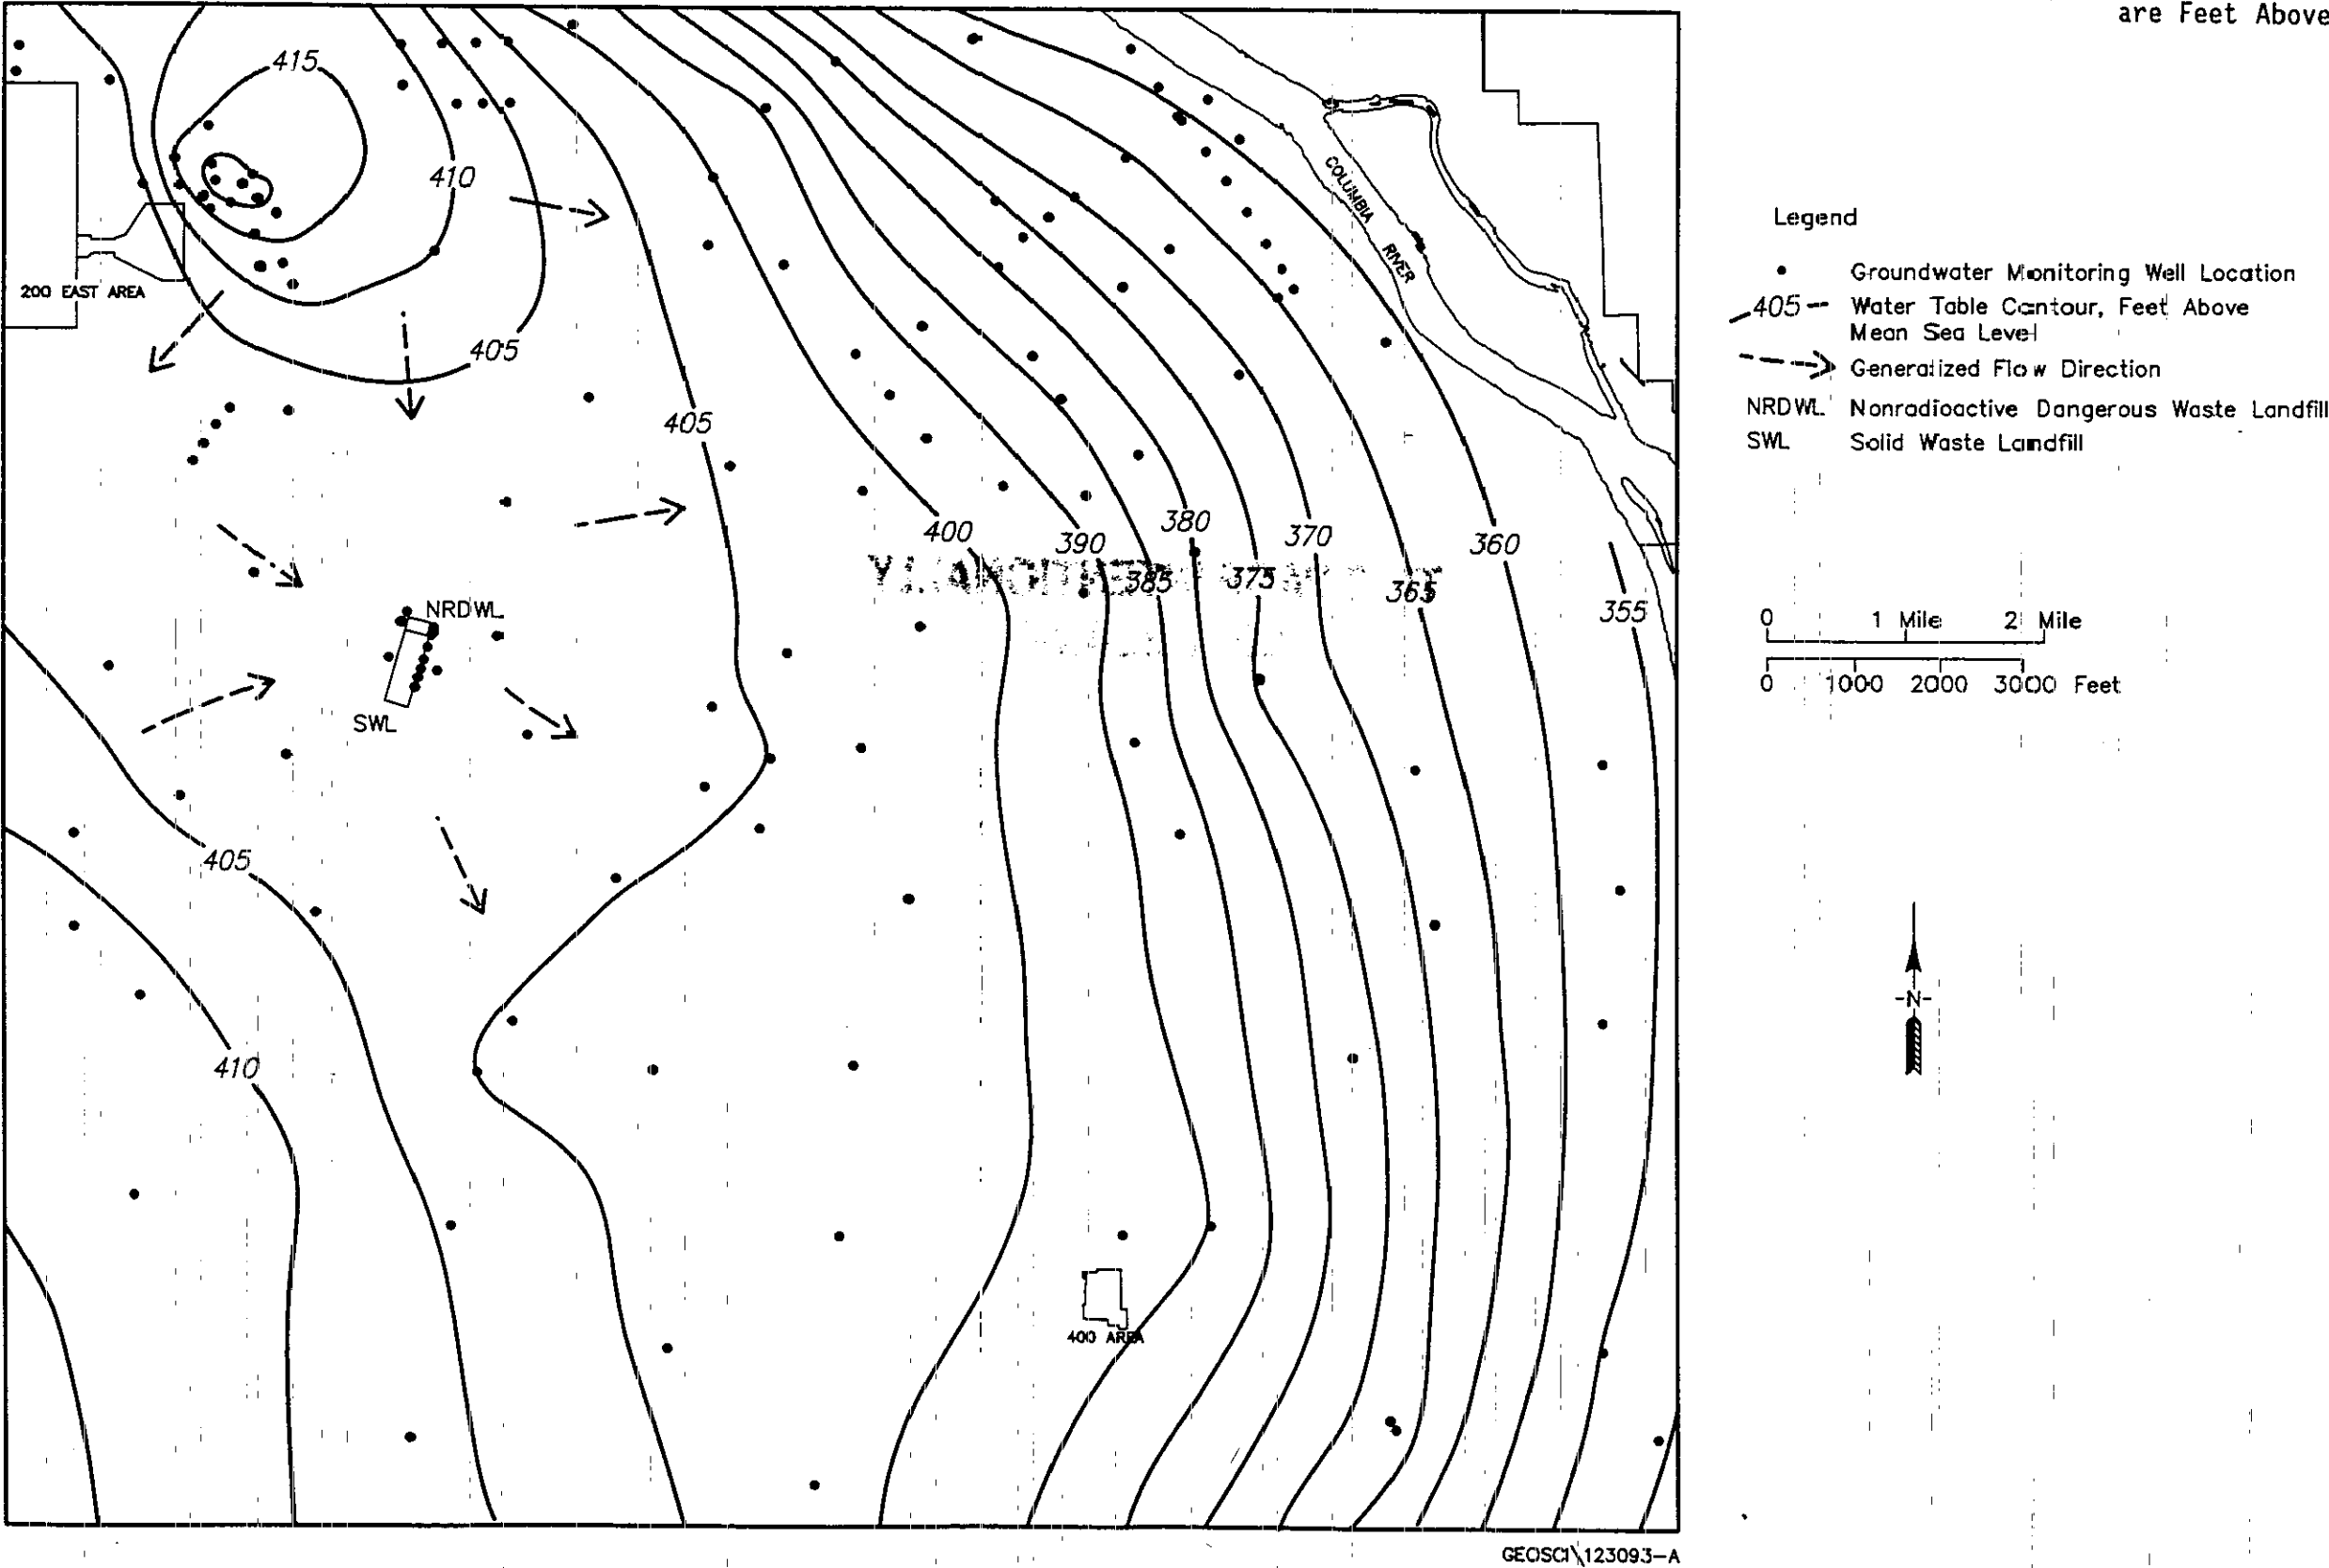 are Feet Above
415
410
405
200 EAST AREA
COLUMBIA
RIVER
405
400
390
380
370
360
385
375
365
355
NRDWL
SWL
405
410
400 AREA
Legend
Groundwater Monitoring Well Location
405 Water Table Contour, Feet Above
Mean Sea Level
Generalized Flow Direction
NRDWL Nonradioactive Dangerous Waste Landfill
SWL Solid Waste Landfill
0 1 Mile 2 Mile
0 1000 2000 3000 Feet
-N-
GEOSCI\123093-A